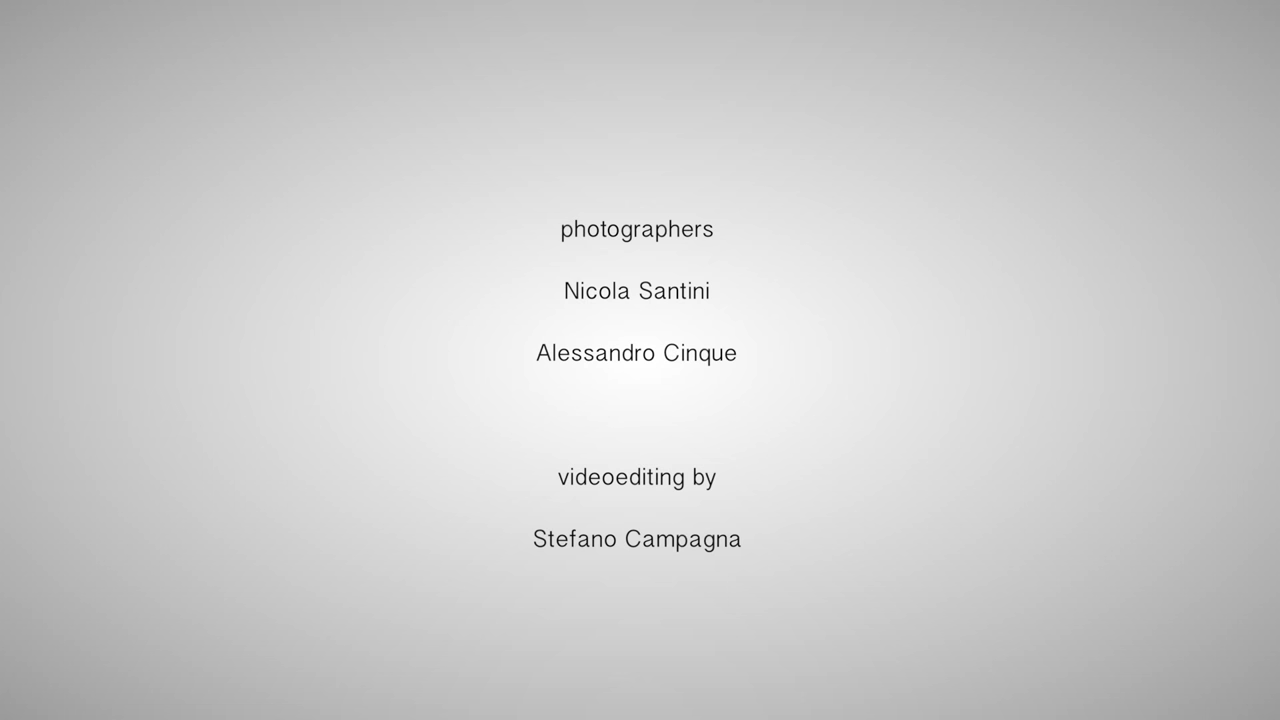 photographers
Nicola Santini
Alessandro Cinque
videoediting by
Stefano Campagna